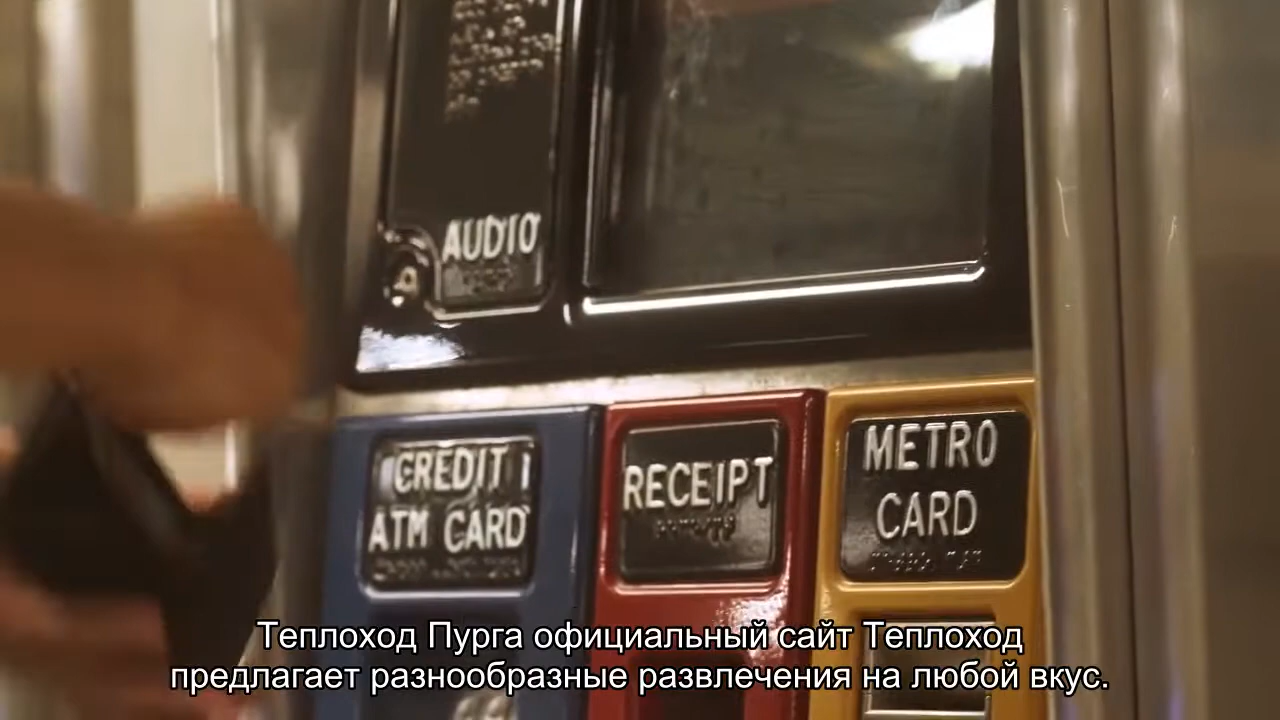 AUDIO
CREDIT
ATM CARD
RECEIPT
METRO
CARD
Теплоход Пурга официальный сайт Теплоход
предлагает разнообразные развлечения на любой вкус.